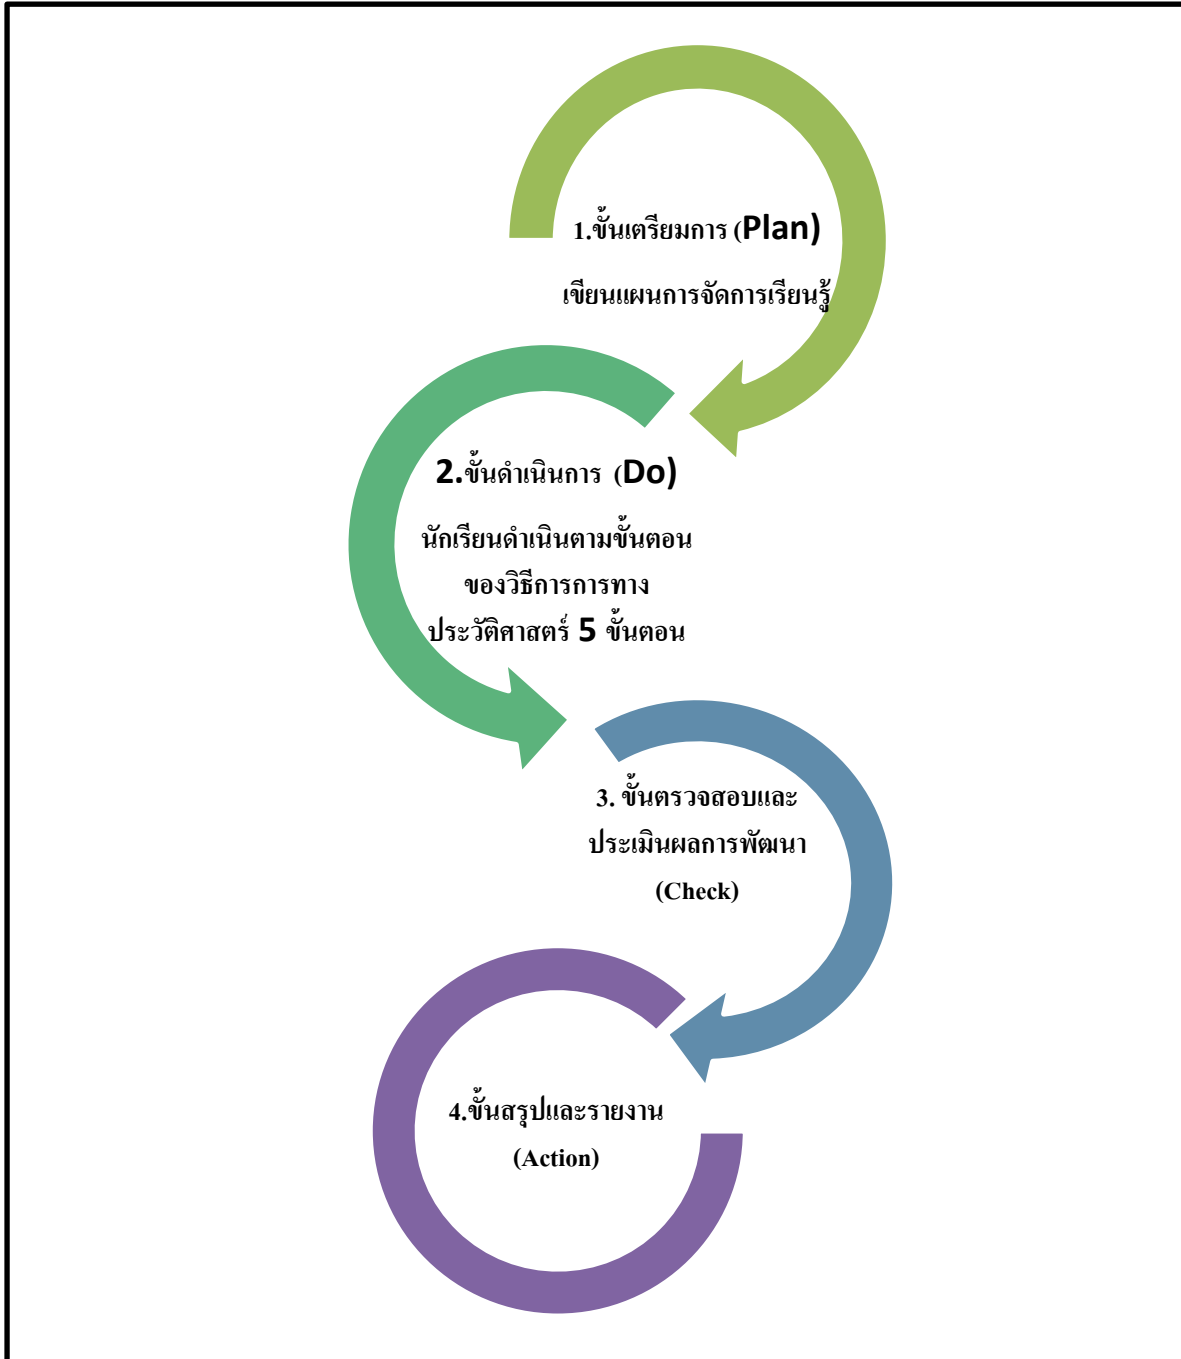 1.ขั้นเตรียมการ (Plan)
เขียนแผนการจัดการเรียนรู้
2.ขั้นดำเนินการ (Do)
นักเรียนดำเนินตามขั้นตอน
ของวิธีการการทาง
ประวัติศาสตร์ 5 ขั้นตอน
3. ขั้นตรวจสอบและ
ประเมินผลการพัฒนา
(Check)
4.ขั้นสรุปและรายงาน
(Action)